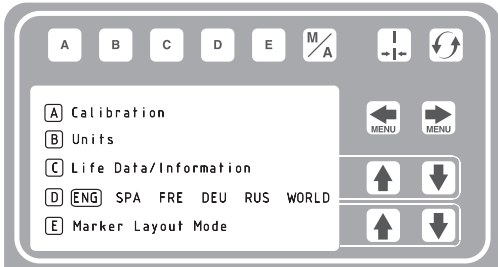 A B C D E M/A
A Calibration
MENU MENU
B Units
C Life Data/Information
D ENG SPA FRE DEU RUS WORLD
E Marker Layout Mode